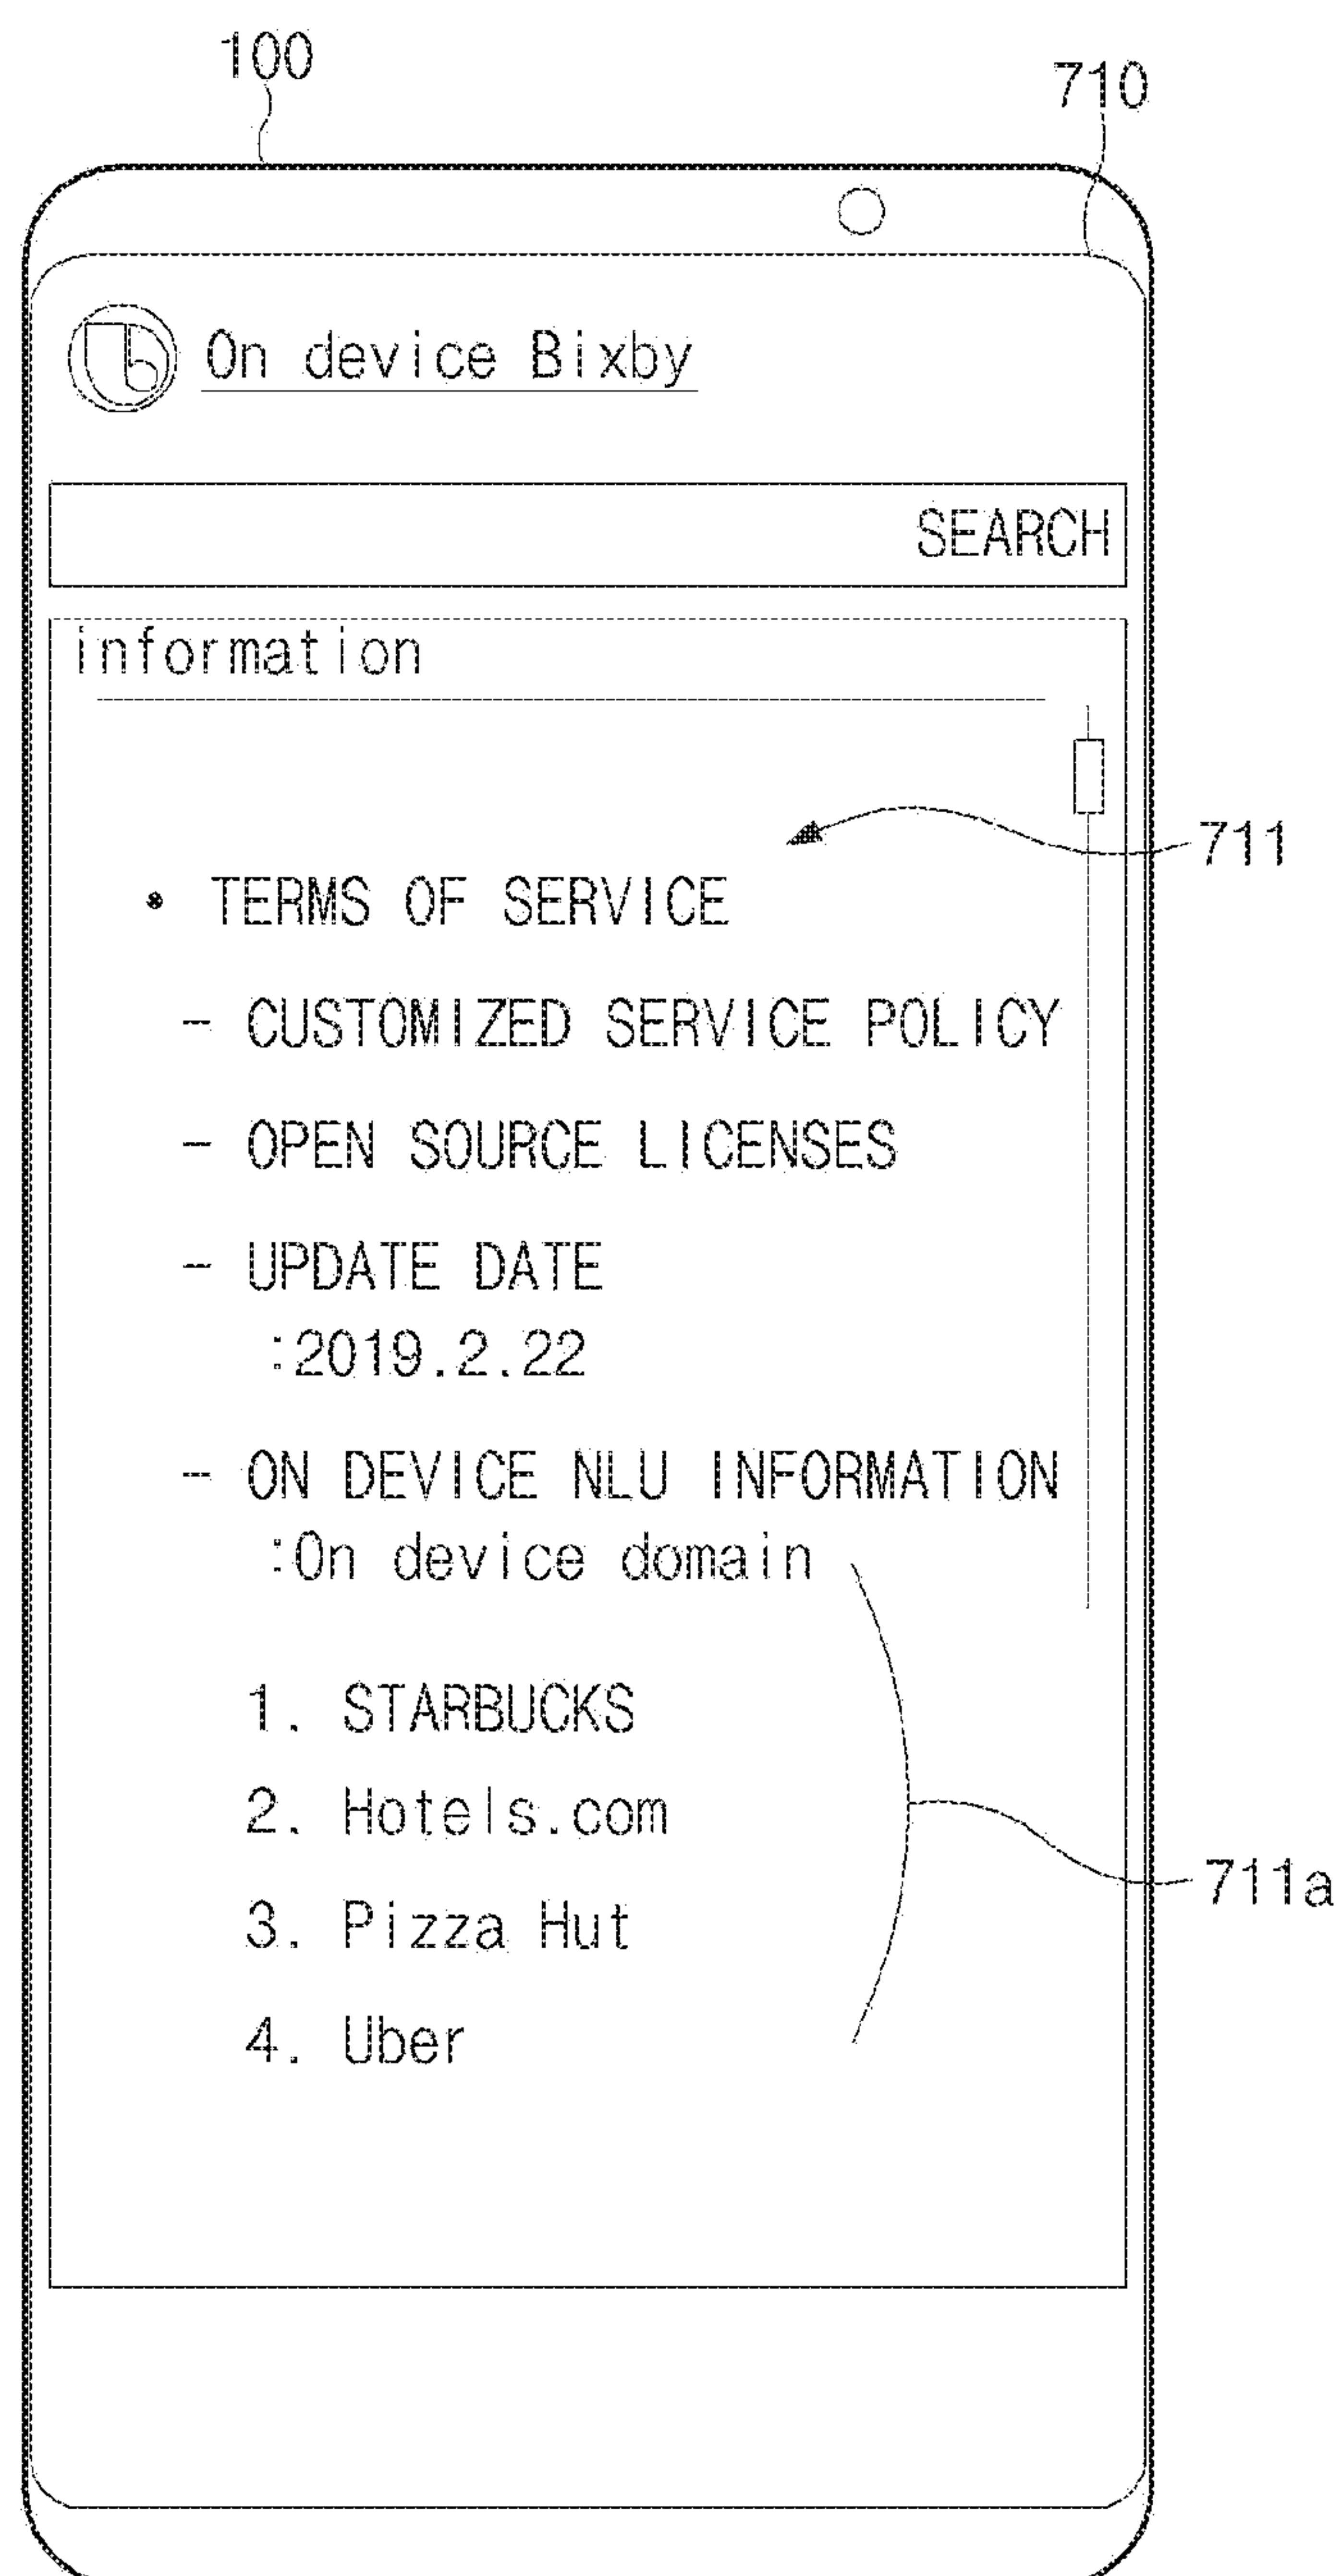 100
710
On device Bixby
SEARCH
information
711
• TERMS OF SERVICE
- CUSTOMIZED SERVICE POLICY
- OPEN SOURCE LICENSES
- UPDATE DATE
:2019.2.22
- ON DEVICE NLU INFORMATION
:On device domain
1. STARBUCKS
2. Hotels.com
711a
3. Pizza Hut
4. Uber